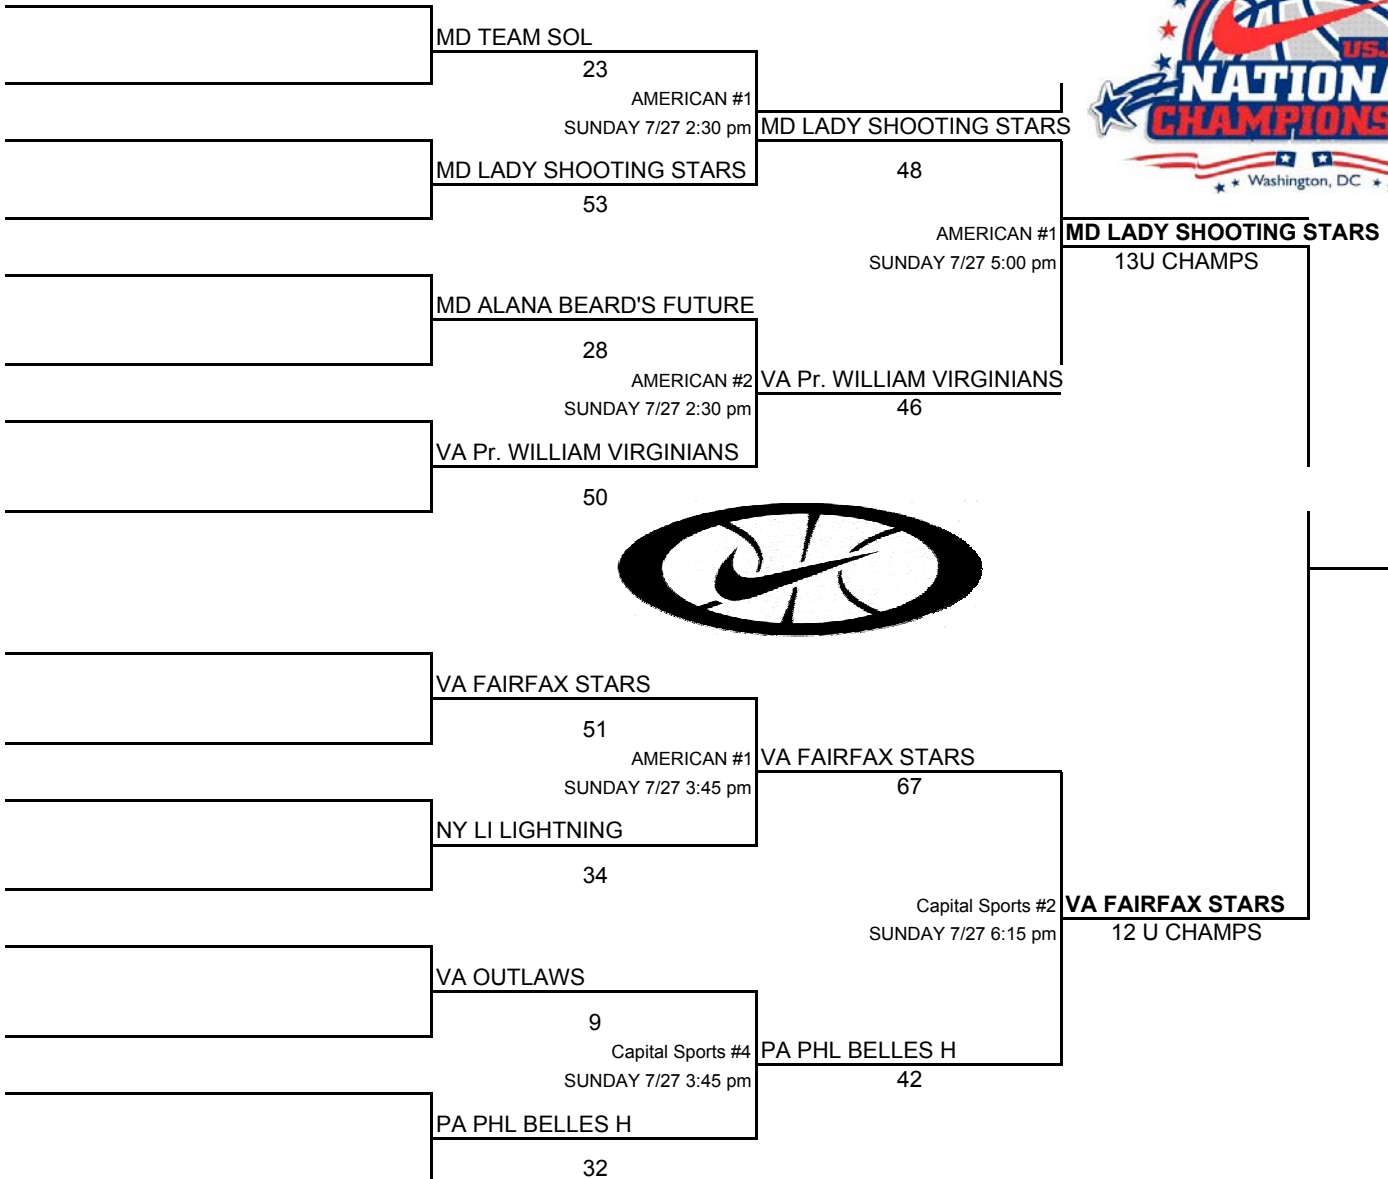 MD TEAM SOL
23
AMERICAN #1
SUNDAY 7/27 2:30 pm
MD LADY SHOOTING STARS
53
MD LADY SHOOTING STARS
48
Washington, DC
AMERICAN #1
SUNDAY 7/27 5:00 pm
MD LADY SHOOTING STARS
13U CHAMPS
MD ALANA BEARD'S FUTURE
28
AMERICAN #2
SUNDAY 7/27 2:30 pm
VA Pr. WILLIAM VIRGINIANS
50
VA Pr. WILLIAM VIRGINIANS
46
VA FAIRFAX STARS
51
AMERICAN #1
SUNDAY 7/27 3:45 pm
NY LI LIGHTNING
34
VA FAIRFAX STARS
67
Capital Sports #2
SUNDAY 7/27 6:15 pm
VA FAIRFAX STARS
12 U CHAMPS
VA OUTLAWS
9
Capital Sports #4
SUNDAY 7/27 3:45 pm
PA PHL BELLES H
32
PA PHL BELLES H
42